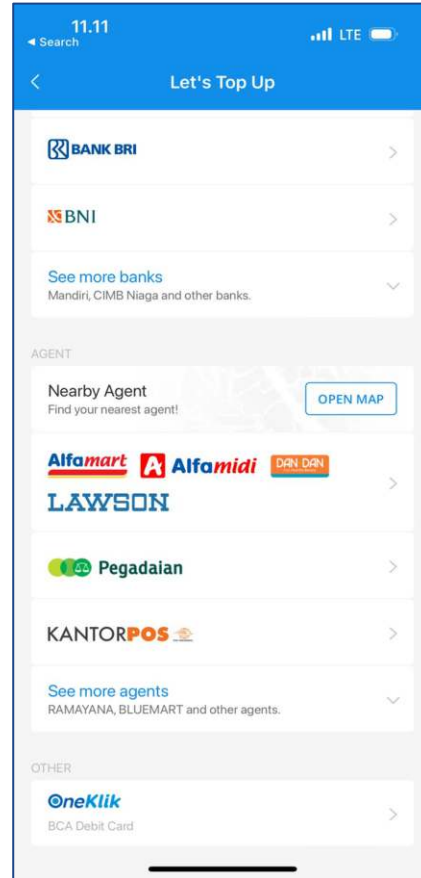 11.11
Search
LTE
Let's Top Up
BANK BRI
BNI
See more banks
Mandiri, CIMB Niaga and other banks.
AGENT
Nearby Agent
Find your nearest agent!
OPEN MAP
Alfamart Alfamidi DAN DAN
LAWSON
Pegadaian
KANTORPOS
See more agents
RAMAYANA, BLUEMART and other agents.
OTHER
OneKlik
BCA Debit Card